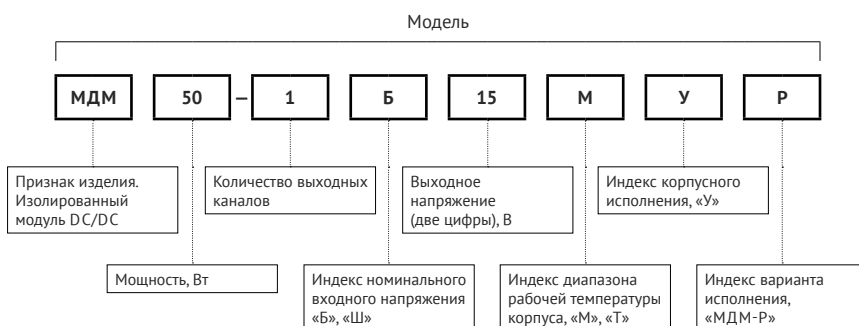 Модель
МДМ 50 – 1 Б 15 М У Р
Признак изделия.
Изолированный
модуль DC/DC
Количество выходных
каналов
Выходное
напряжение
(две цифры), В
Индекс корпусного
исполнения, «У»
Мощность, Вт
Индекс номинального
входного напряжения
«Б», «Ш»
Индекс диапазона
рабочей температуры
корпуса, «М», «Т»
Индекс варианта
исполнения,
«МДМ-Р»